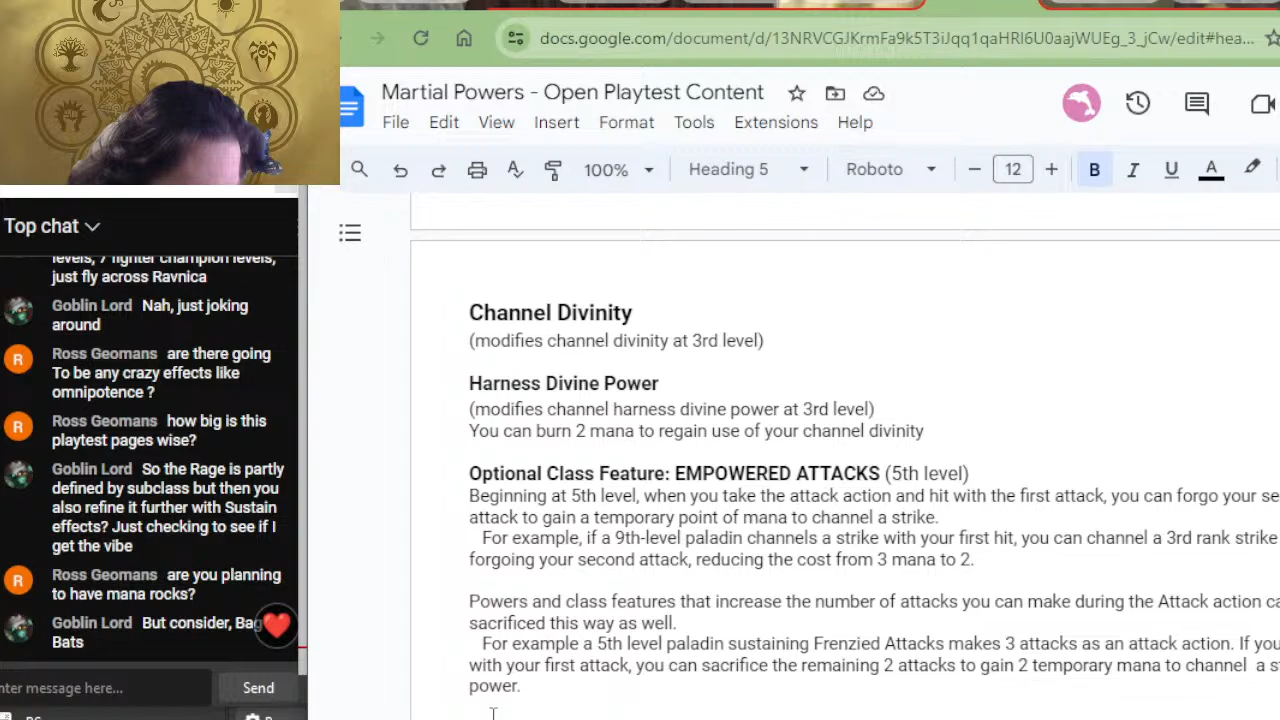 docs.google.com/document/d/13NRVCGJKrmFa9k5T3iJqq1qaHRl6U0aajWUEg_3_jCw/edit#hea...
Martial Powers - Open Playtest Content
File Edit View Insert Format Tools Extensions Help
100% Heading 5 Roboto − 12 + B I U A
Top chat
levels, 7 fighter champion levels,
just fly across Ravnica
Goblin Lord Nah, just joking
around
R Ross Geomans are there going
To be any crazy effects like
omnipotence ?
R Ross Geomans how big is this
playtest pages wise?
Goblin Lord So the Rage is partly
defined by subclass but then you
also refine it further with Sustain
effects? Just checking to see if I
get the vibe
R Ross Geomans are you planning
to have mana rocks?
Goblin Lord But consider, Bag
Bats
nter message here... Send
Channel Divinity
(modifies channel divinity at 3rd level)
Harness Divine Power
(modifies channel harness divine power at 3rd level)
You can burn 2 mana to regain use of your channel divinity
Optional Class Feature: EMPOWERED ATTACKS (5th level)
Beginning at 5th level, when you take the attack action and hit with the first attack, you can forgo your se
attack to gain a temporary point of mana to channel a strike.
For example, if a 9th-level paladin channels a strike with your first hit, you can channel a 3rd rank strike
forgoing your second attack, reducing the cost from 3 mana to 2.
Powers and class features that increase the number of attacks you can make during the Attack action ca
sacrificed this way as well.
For example a 5th level paladin sustaining Frenzied Attacks makes 3 attacks as an attack action. If you
with your first attack, you can sacrifice the remaining 2 attacks to gain 2 temporary mana to channel a st
power.